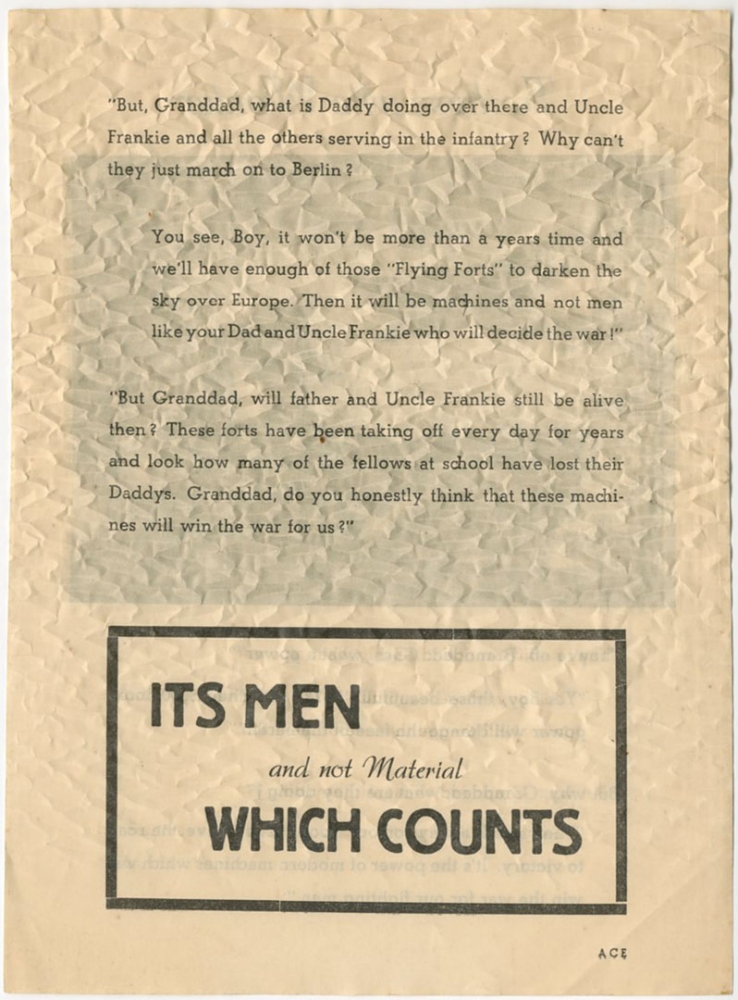 "But, Granddad, what is Daddy doing over there and Uncle
Frankie and all the others serving in the infantry? Why can't
they just march on to Berlin?
You see, Boy, it won't be more than a years time and
we'll have enough of those "Flying Forts" to darken the
sky over Europe. Then it will be machines and not men
like your Dad and Uncle Frankie who will decide the war!"
"But Granddad, will father and Uncle Frankie still be alive
then? These forts have been taking off every day for years
and look how many of the fellows at school have lost their
Daddys. Granddad, do you honestly think that these machi-
nes will win the war for us?"
ITS MEN
and not Material
WHICH COUNTS
ACE